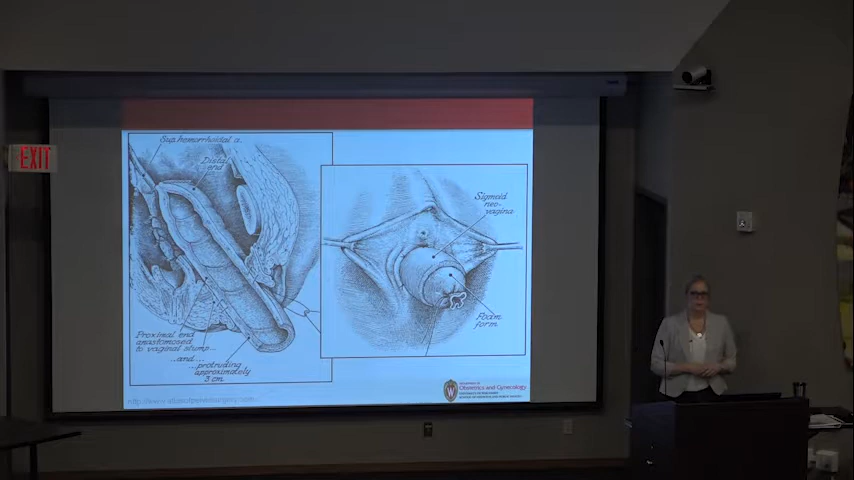 EXIT
Sup. hemorrhoidal a.
Distal
end
Proximal end
anastomosed
to vaginal stump...
...and...
...protruding
approximately
3 cm.
Sigmoid
neo-
vagina
Foam
form
W
Obstetrics and Gynecology